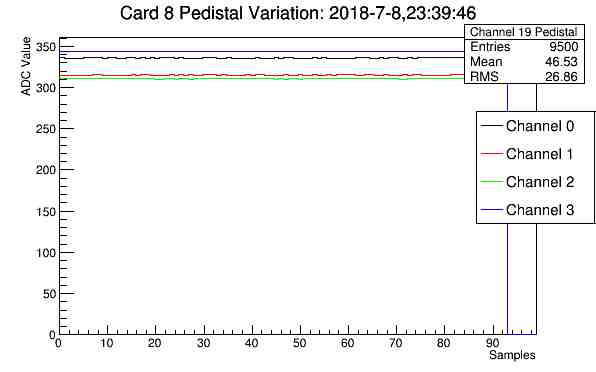 Card 8 Pedistal Variation: 2018-7-8,23:39:46
Channel 19 Pedistal
Entries 9500
Mean 46.53
RMS 26.86
ADC Value
350
300
250
200
150
100
50
0
Channel 0
Channel 1
Channel 2
Channel 3
0 10 20 30 40 50 60 70 80 90
Samples